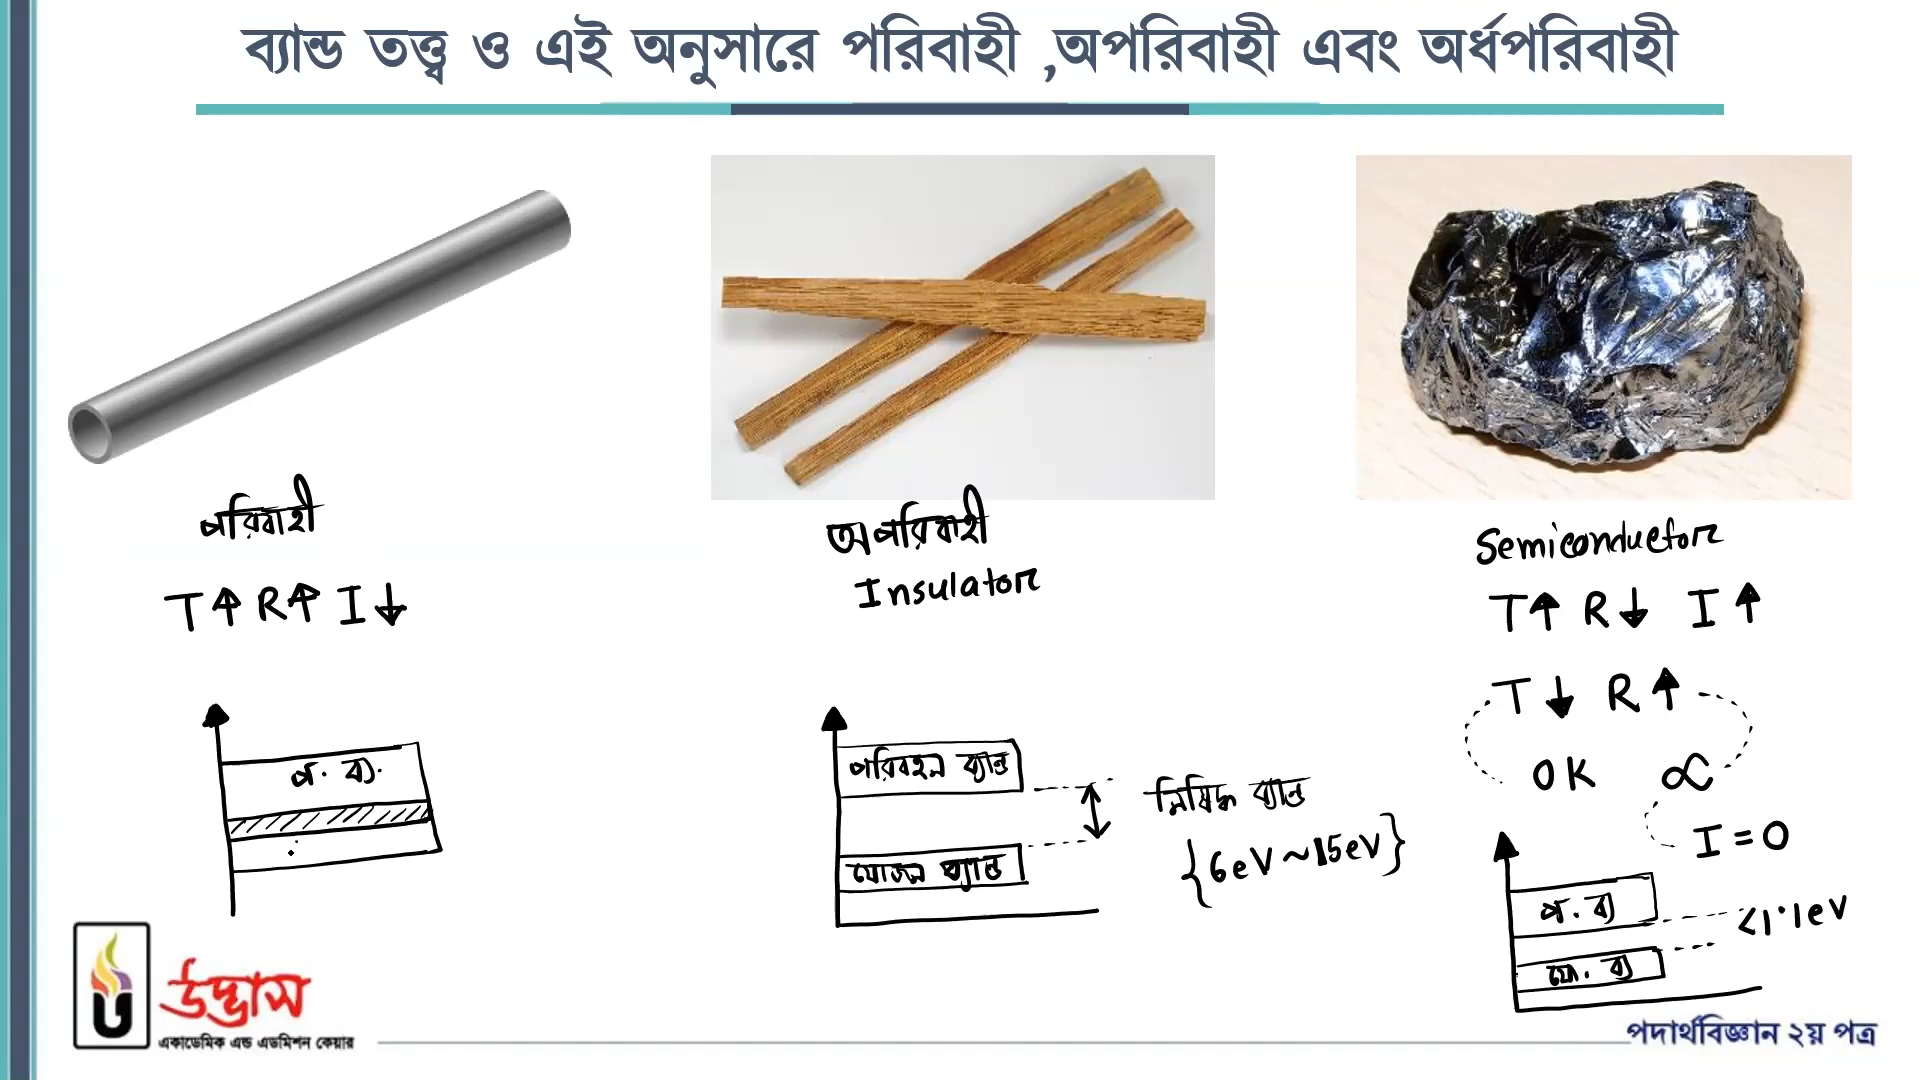 ব্যান্ড তত্ত্ব ও এই অনুসারে পরিবাহী ,অপরিবাহী এবং অর্ধপরিবাহী
পরিবাহী
T↑ R↑ I↓
প. ব্য.
অপরিবাহী
Insulator
পরিবহন ব্যান্ড
নিষিদ্ধ ব্যান্ড
{6eV ~ 15eV}
যোজন ব্যান্ড
Semiconductor
T↑ R↓ I↑
T↓ R↑
0K ∝
I = 0
প. ব্য
<1.1eV
যো. ব্য
উদ্ভাস
একাডেমিক এন্ড এডমিশন কেয়ার
পদার্থবিজ্ঞান ২য় পত্র